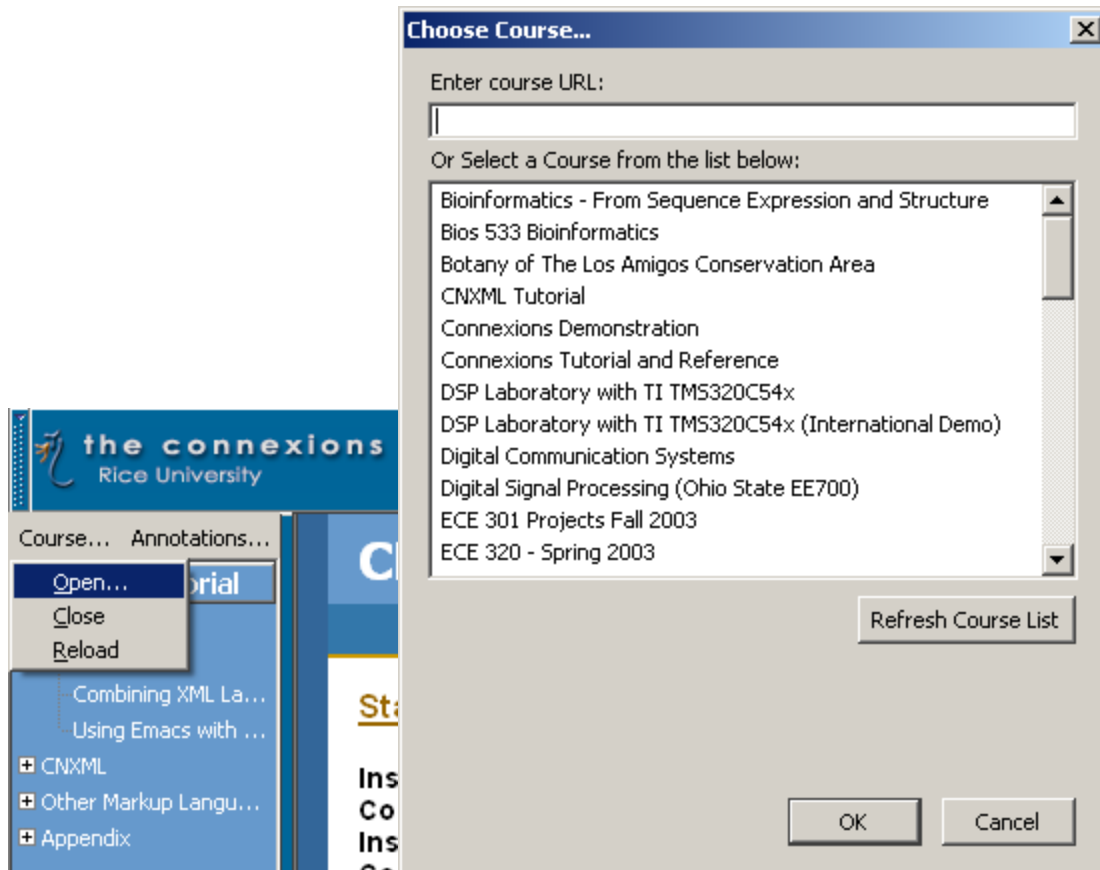 Choose Course...
Enter course URL:
Or Select a Course from the list below:
Bioinformatics - From Sequence Expression and Structure
Bios 533 Bioinformatics
Botany of The Los Amigos Conservation Area
CNXML Tutorial
Connexions Demonstration
Connexions Tutorial and Reference
DSP Laboratory with TI TMS320C54x
DSP Laboratory with TI TMS320C54x (International Demo)
Digital Communication Systems
Digital Signal Processing (Ohio State EE700)
ECE 301 Projects Fall 2003
ECE 320 - Spring 2003
Refresh Course List
OK Cancel
the connexions
Rice University
Course... Annotations...
Open...
Close
Reload
orial
Combining XML La...
Using Emacs with ...
CNXML
Other Markup Langu...
Appendix
C
Sta
Ins
Co
Ins